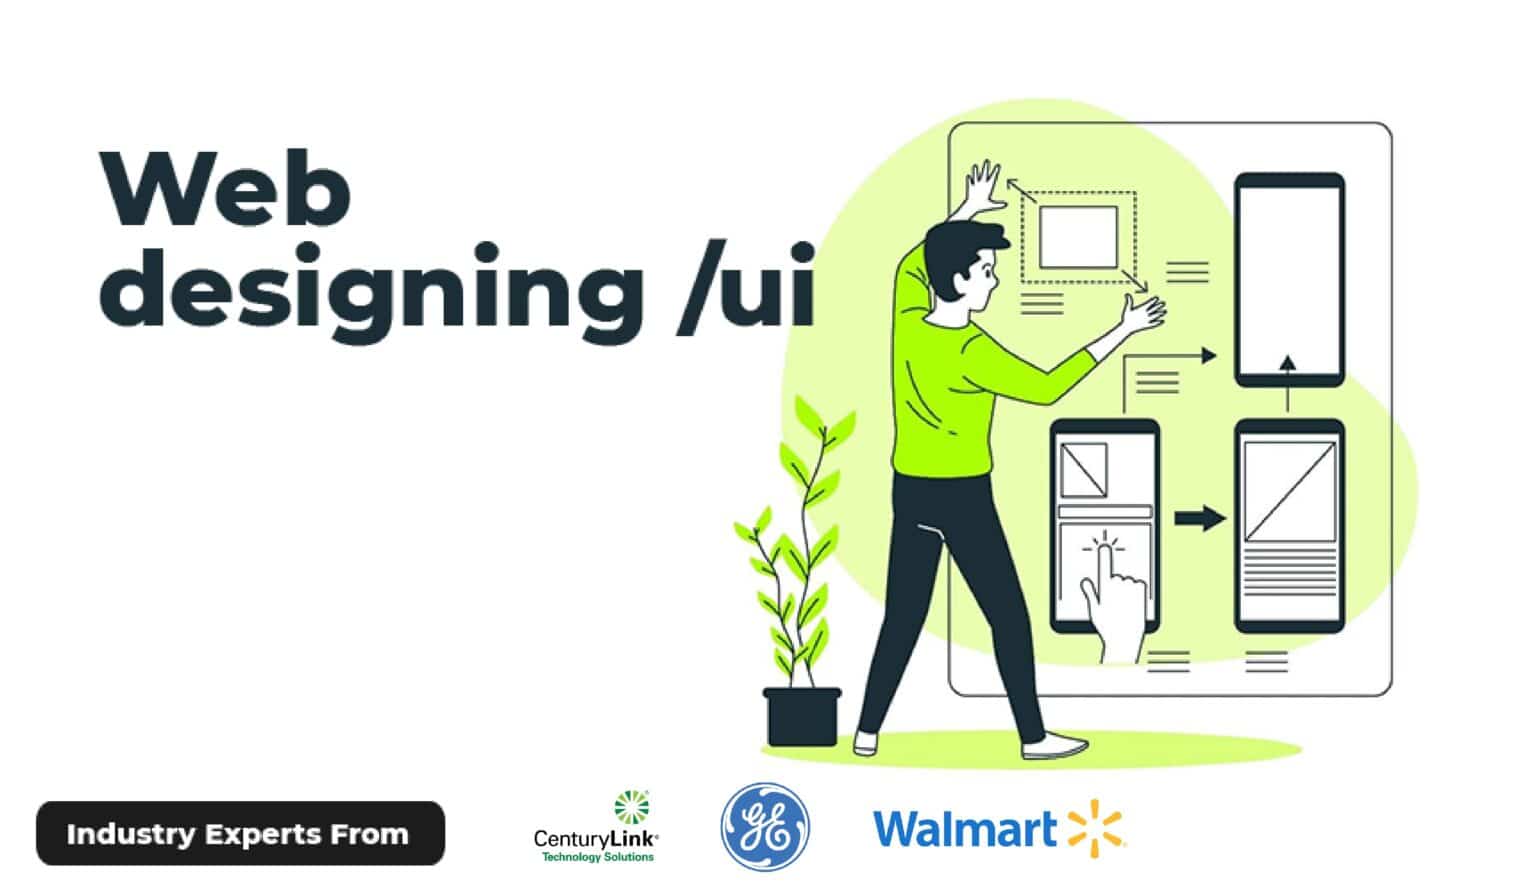 Web
designing /ui
Industry Experts From
CenturyLink®
Technology Solutions
GE
Walmart